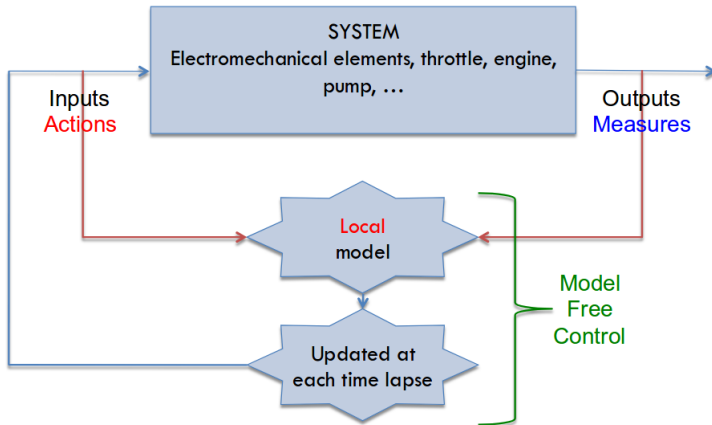 SYSTEM
Electromechanical elements, throttle, engine,
pump, ...
Inputs
Actions
Outputs
Measures
Local
model
Model
Free
Control
Updated at
each time lapse